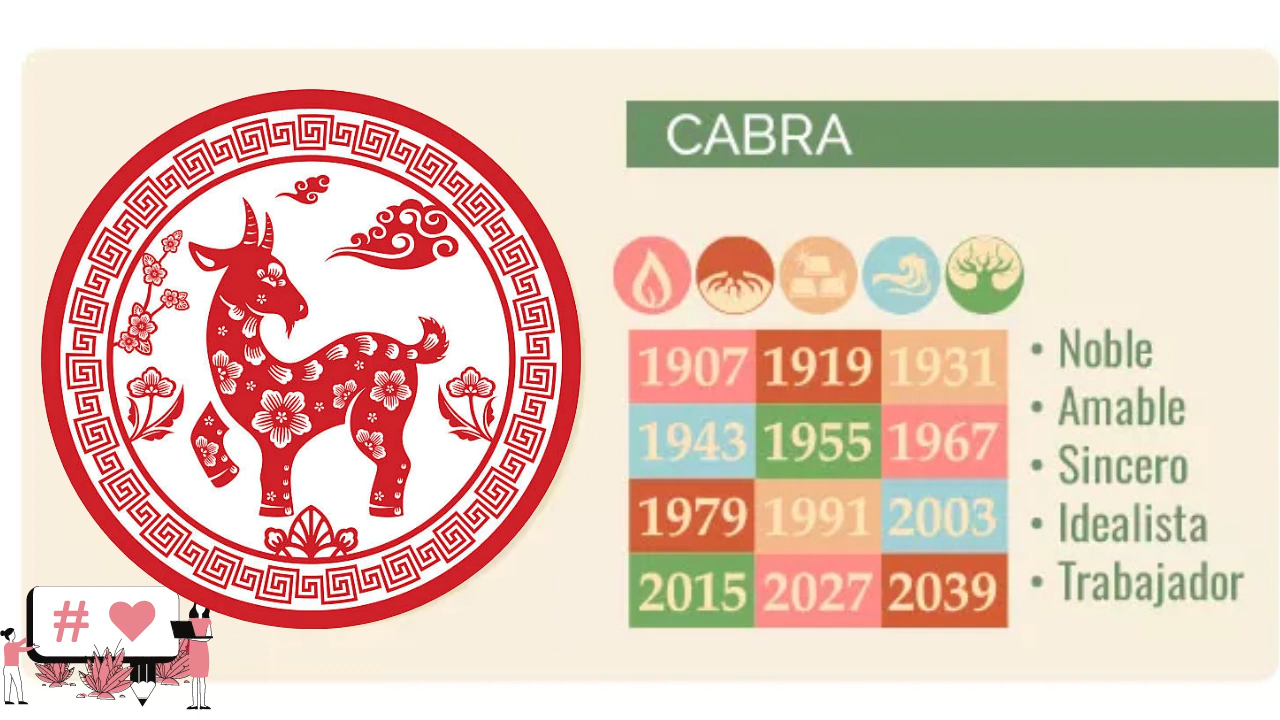 CABRA
1907 1919 1931
1943 1955 1967
1979 1991 2003
2015 2027 2039
• Noble
• Amable
• Sincero
• Idealista
• Trabajador
#